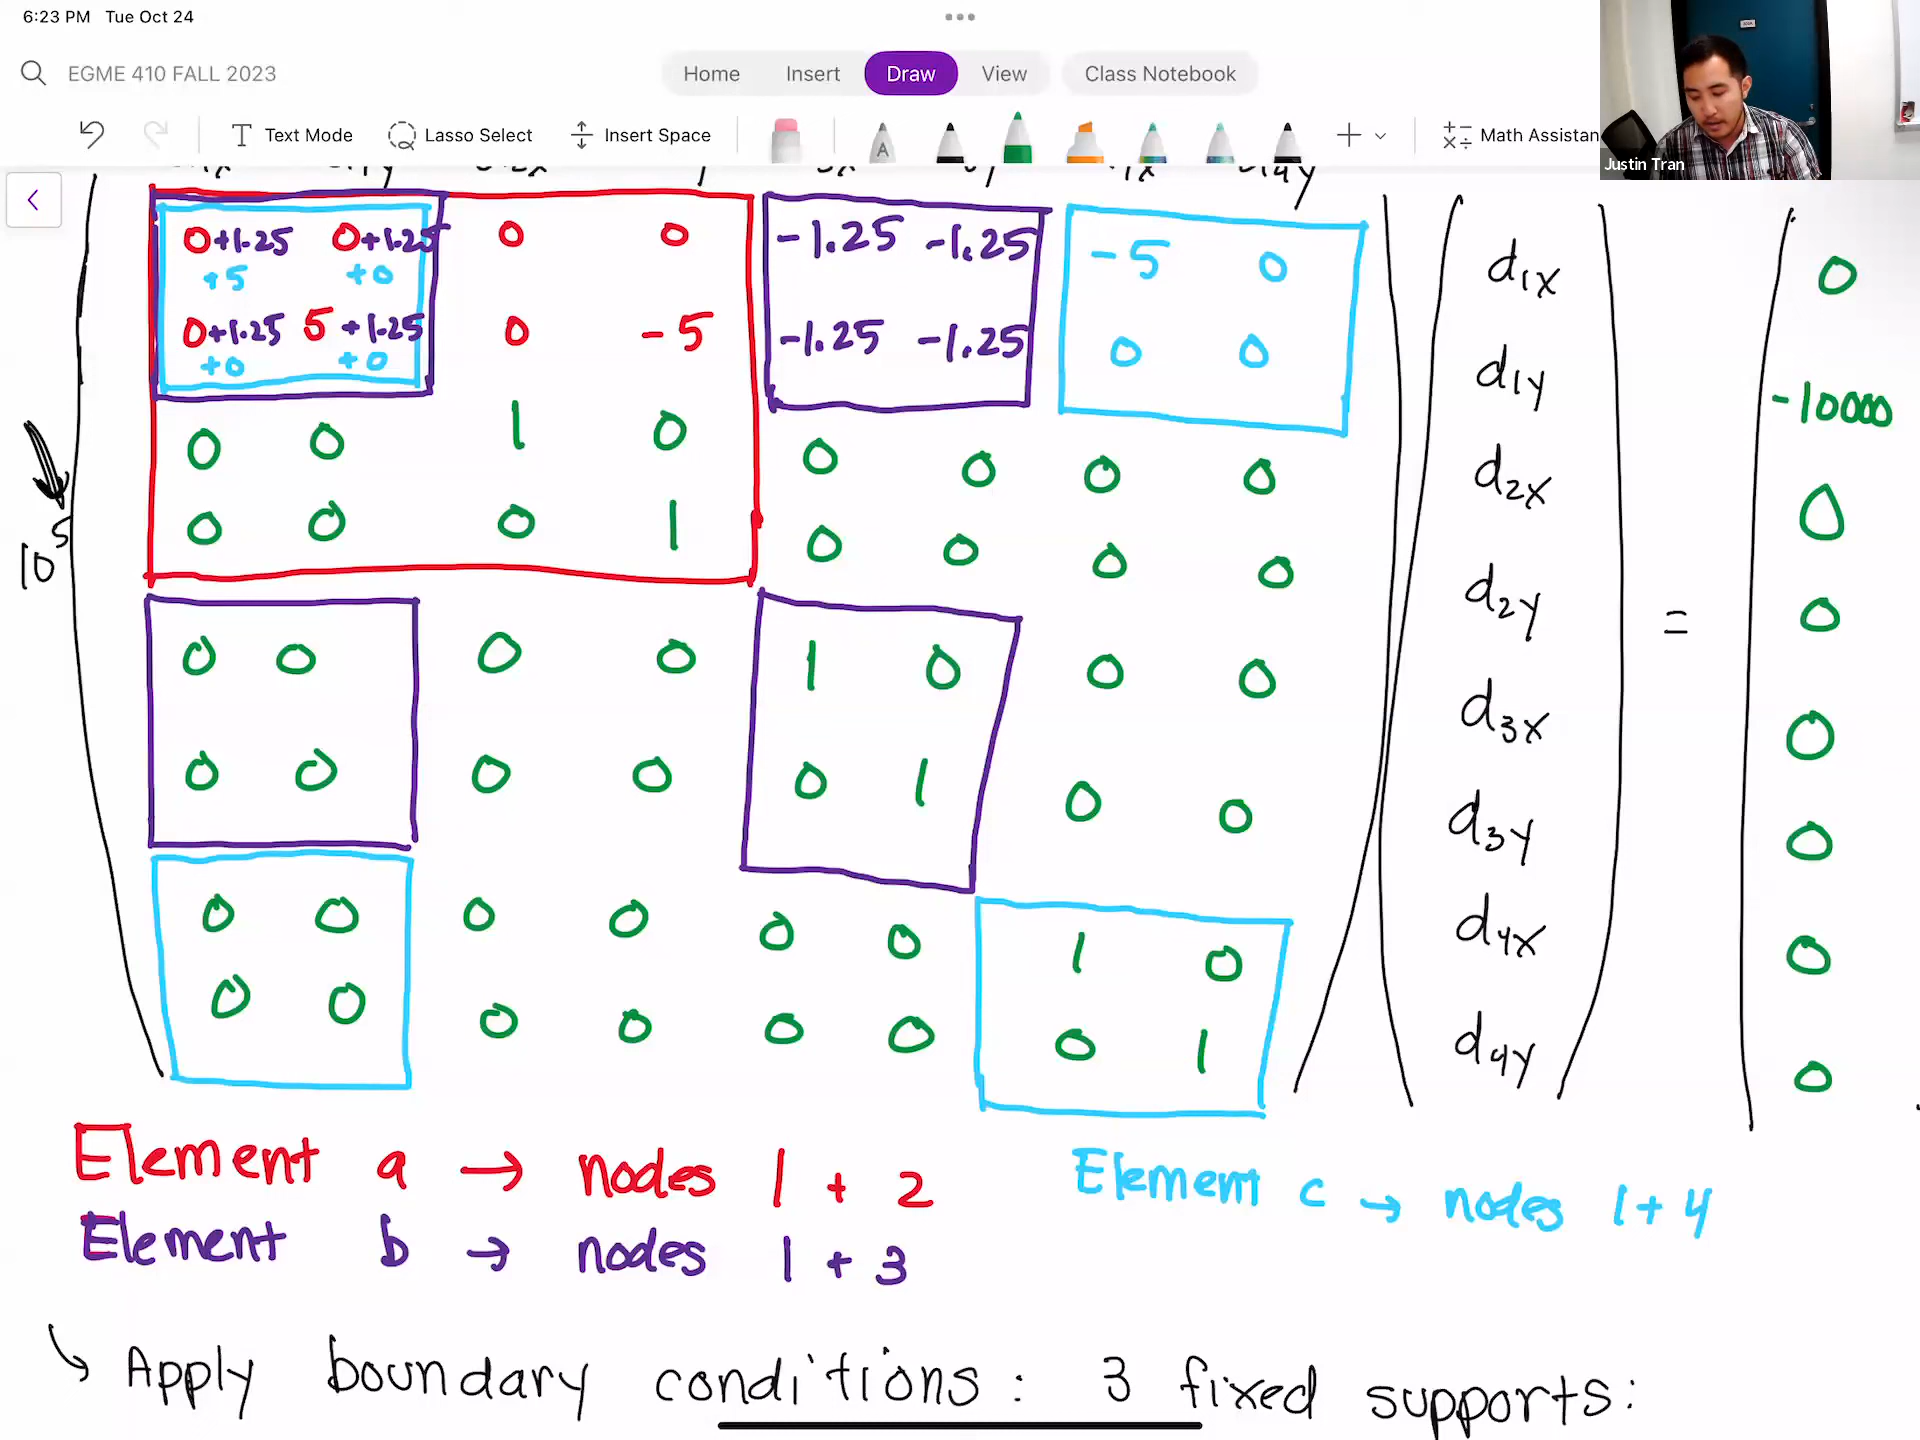 6:23 PM Tue Oct 24
EGME 410 FALL 2023
Home Insert Draw View Class Notebook
Text Mode Lasso Select Insert Space Math Assistan
Justin Tran
0+1.25 0+1.25 0 0 -1.25 -1.25 -5 0 d1x 0
+5 +0
0+1.25 5+1.25 0 -5 -1.25 -1.25 0 0 d1y -10000
+0 +0
0 0 1 0 0 0 0 0 d2x 0
10^5 0 0 0 1 0 0 0 0 d2y = 0
0 0 0 0 1 0 0 0 d3x 0
0 0 0 0 0 1 0 0 d3y 0
0 0 0 0 0 0 1 0 d4x 0
0 0 0 0 0 0 0 1 d4y 0
Element a → nodes 1 + 2
Element c → nodes 1 + 4
Element b → nodes 1 + 3
Apply boundary conditions: 3 fixed supports: